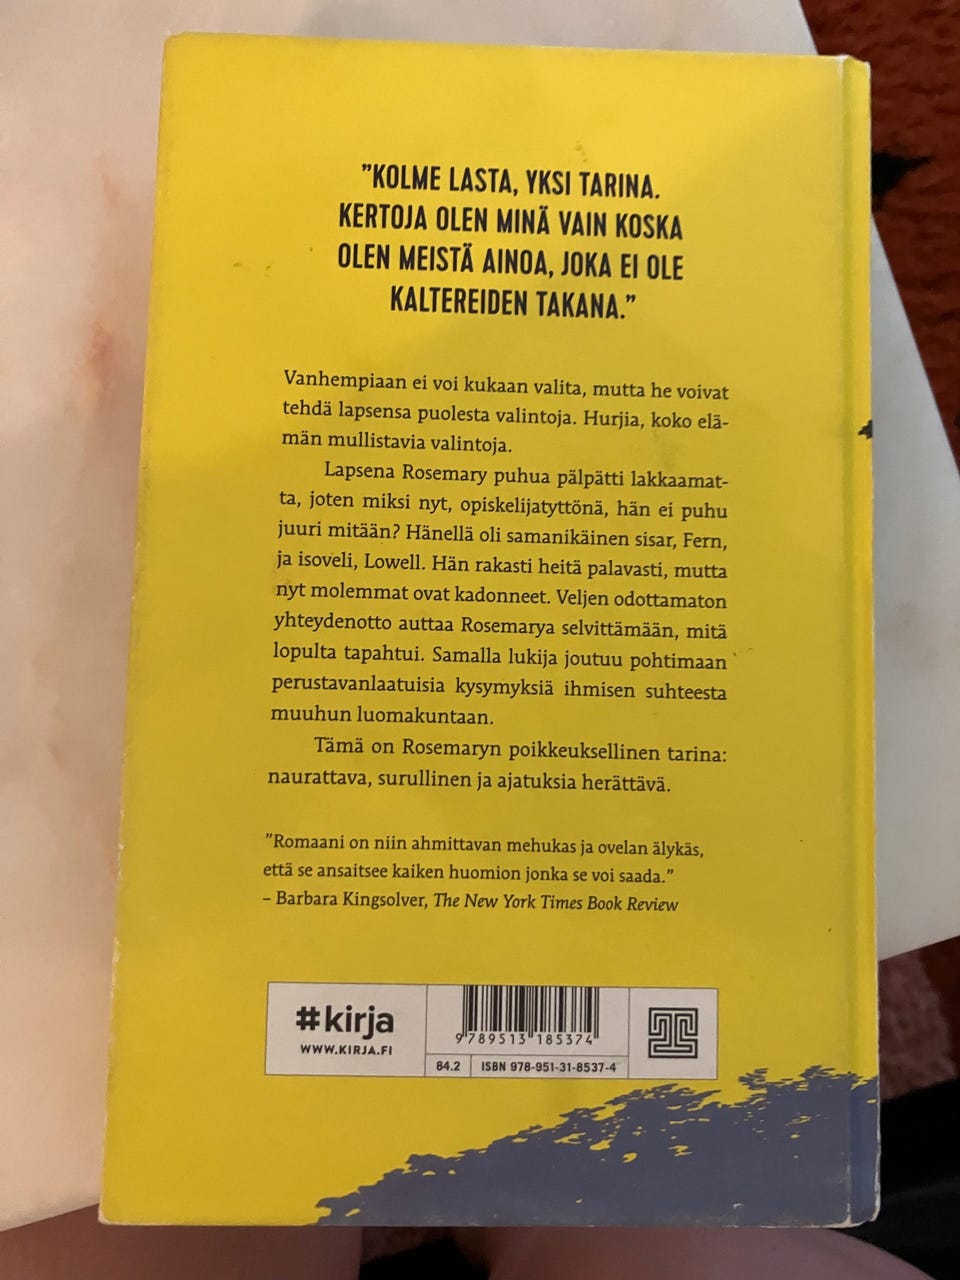 ”KOLME LASTA, YKSI TARINA.
KERTOJA OLEN MINÄ VAIN KOSKA
OLEN MEISTÄ AINOA, JOKA EI OLE
KALTEREIDEN TAKANA.”
Vanhempiaan ei voi kukaan valita, mutta he voivat
tehdä lapsensa puolesta valintoja. Hurjia, koko elä-
män mullistavia valintoja.
Lapsena Rosemary puhua pälpätti lakkaamat-
ta, joten miksi nyt, opiskelijatyttönä, hän ei puhu
juuri mitään? Hänellä oli samanikäinen sisar, Fern,
ja isoveli, Lowell. Hän rakasti heitä palavasti, mutta
nyt molemmat ovat kadonneet. Veljen odottamaton
yhteydenotto auttaa Rosemarya selvittämään, mitä
lopulta tapahtui. Samalla lukija joutuu pohtimaan
perustavanlaatuisia kysymyksiä ihmisen suhteesta
muuhun luomakuntaan.
Tämä on Rosemaryn poikkeuksellinen tarina:
naurattava, surullinen ja ajatuksia herättävä.
”Romaani on niin ahmittavan mehukas ja ovelan älykäs,
että se ansaitsee kaiken huomion jonka se voi saada.”
– Barbara Kingsolver, The New York Times Book Review
#kirja
WWW.KIRJA.FI
9 789513 185374
84.2 ISBN 978-951-31-8537-4